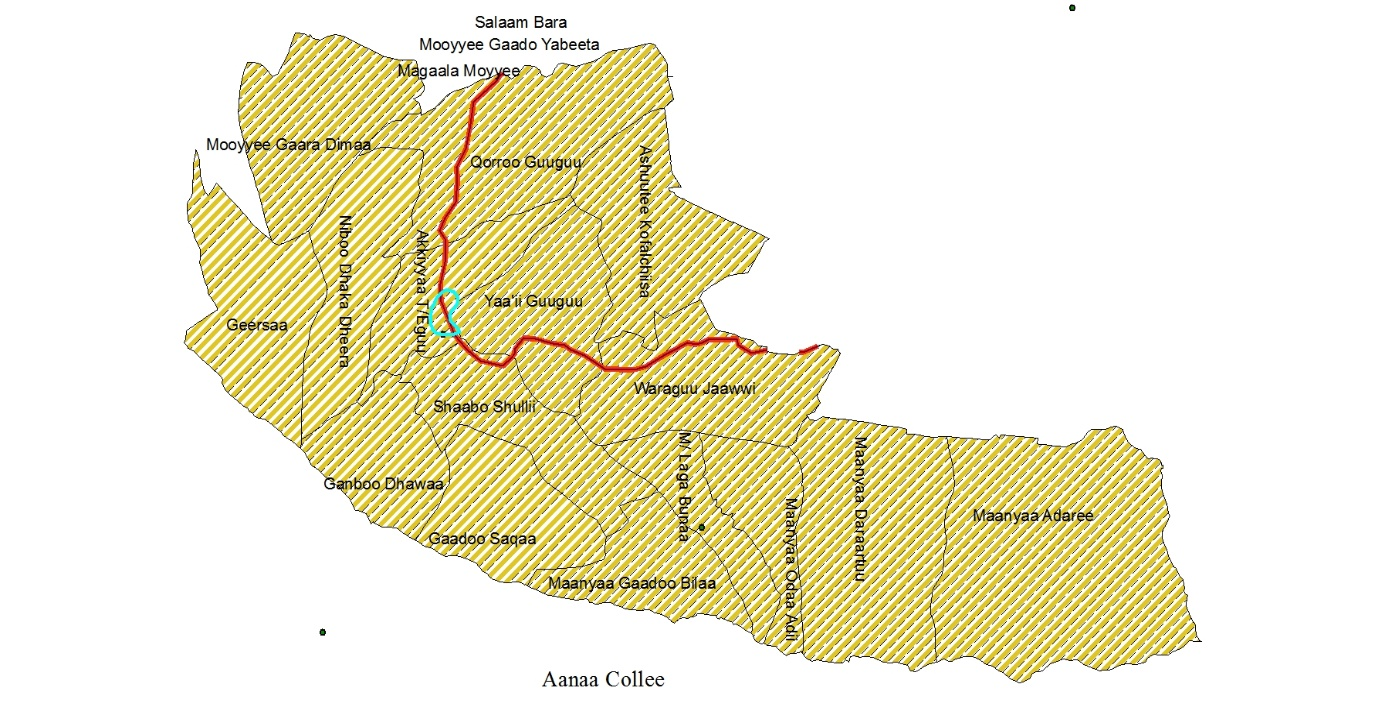 Salaam Bara
Mooyyee Gaado Yabeeta
Magaala Moyyee
Mooyyee Gaara Dimaa
Qorroo Guuguu
Ashuutee Kofalchiisa
Niboo Dhaka Dheera
Akkiyyaa T/Eguu
Yaa'ii Guuguu
Geersaa
Waraguu Jaawwi
Shaabo Shullii
M/ Laga Bunaa
Maanyaa Daraartuu
Ganboo Dhawaa
Maanyaa Odaa Adii
Maanyaa Adaree
Gaadoo Saqaa
Maanyaa Gaadoo Bilaa
Aanaa Collee